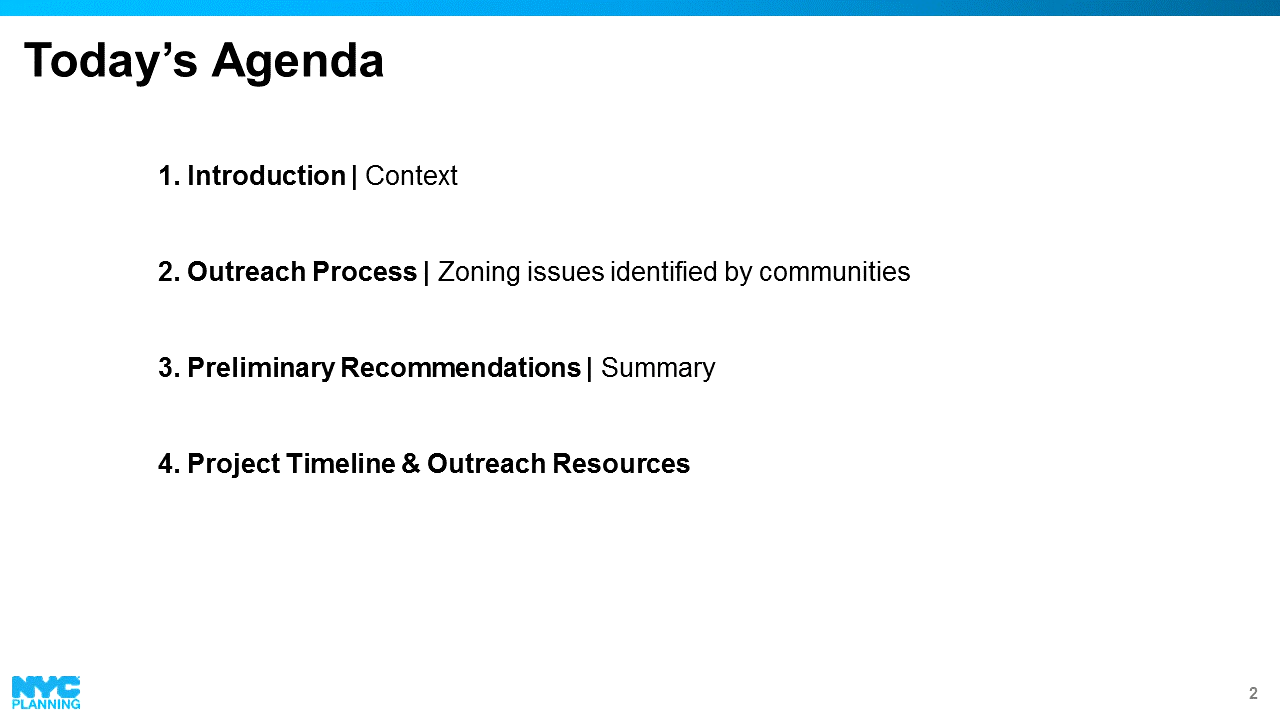 Today’s Agenda
1. Introduction | Context
2. Outreach Process | Zoning issues identified by communities
3. Preliminary Recommendations | Summary
4. Project Timeline & Outreach Resources
NYC
PLANNING
2